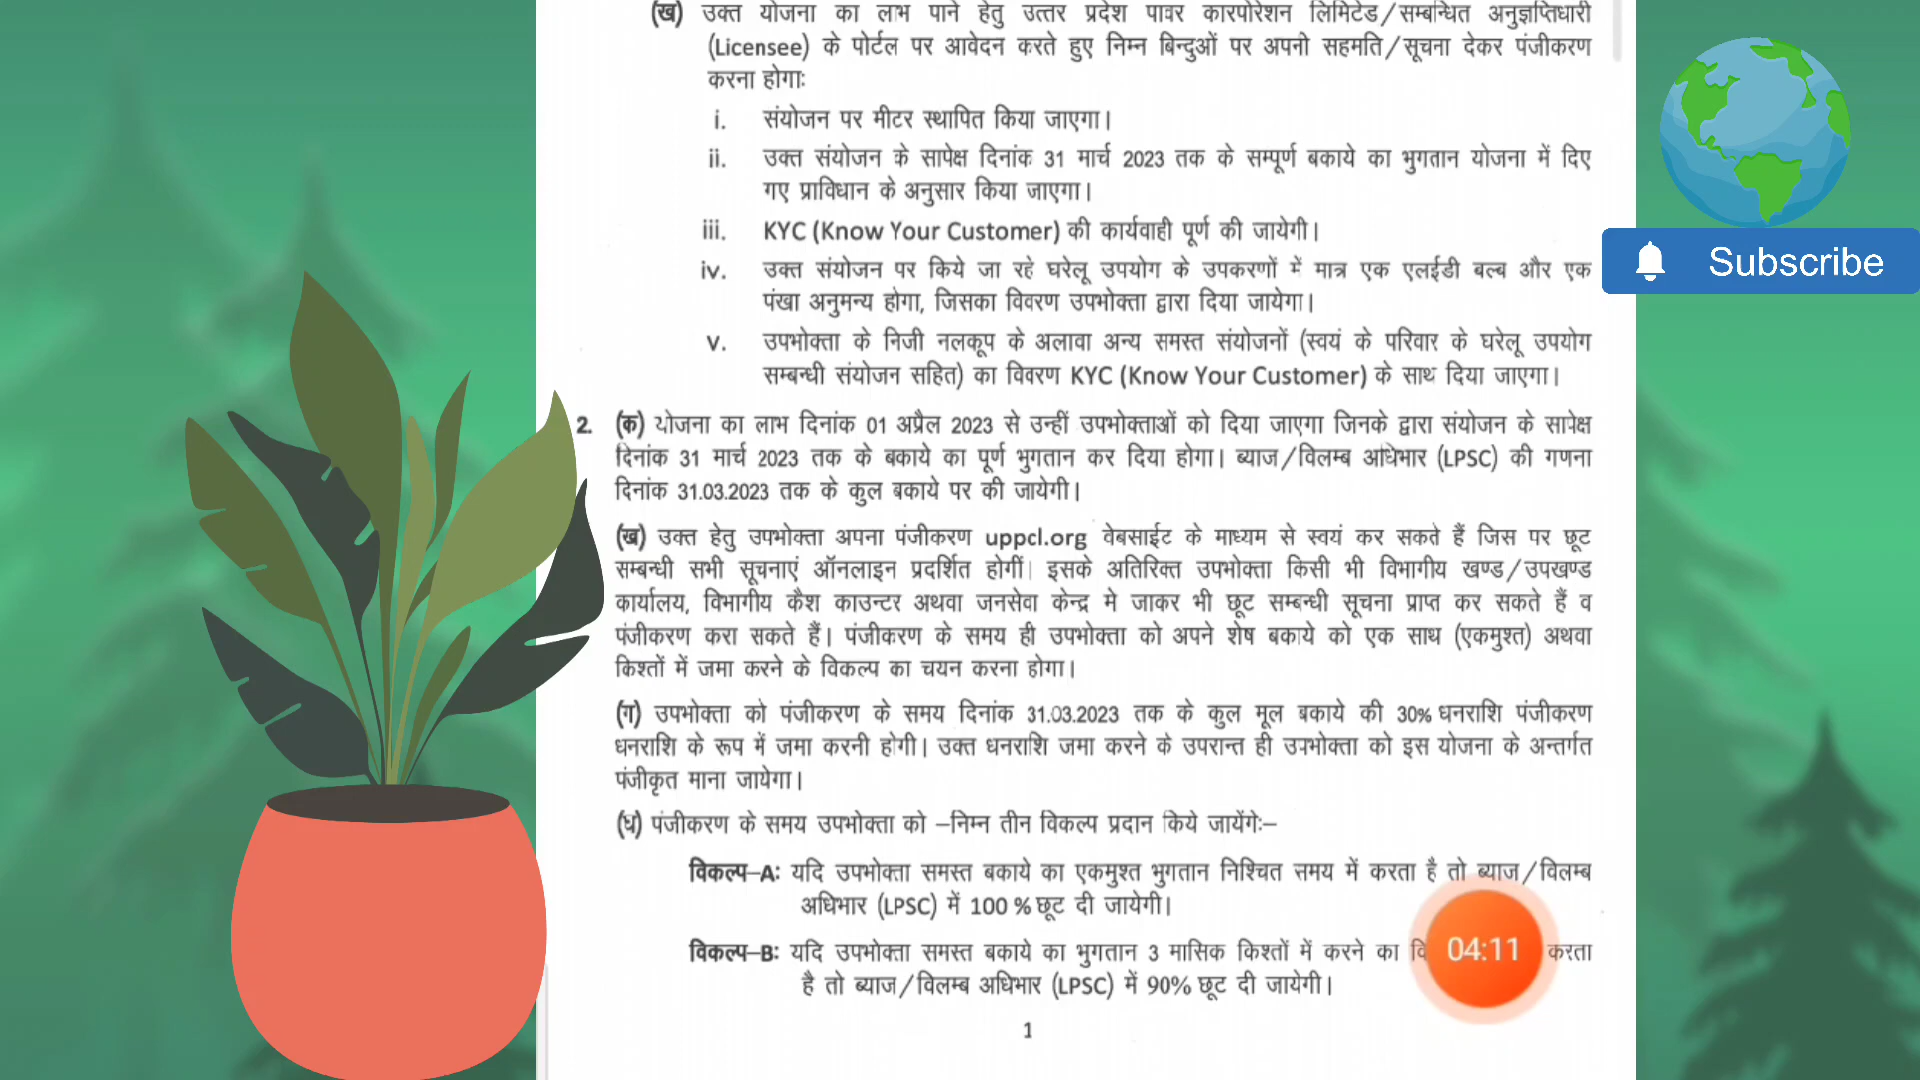 (ख) उक्त योजना का लाभ पाने हेतु उत्तर प्रदेश पावर कारपोरेशन लिमिटेड/सम्बन्धित अनुज्ञप्तिधारी
(Licensee) के पोर्टल पर आवेदन करते हुए निम्न बिन्दुओं पर अपनी सहमति/सूचना देकर पंजीकरण
करना होगाः
i. संयोजन पर मीटर स्थापित किया जाएगा।
ii. उक्त संयोजन के सापेक्ष दिनांक 31 मार्च 2023 तक के सम्पूर्ण बकाये का भुगतान योजना में दिए
गए प्राविधान के अनुसार किया जाएगा।
iii. KYC (Know Your Customer) की कार्यवाही पूर्ण की जायेगी।
iv. उक्त संयोजन पर किये जा रहे घरेलू उपयोग के उपकरणों में मात्र एक एलईडी बल्ब और एक
पंखा अनुमन्य होगा, जिसका विवरण उपभोक्ता द्वारा दिया जायेगा।
v. उपभोक्ता के निजी नलकूप के अलावा अन्य समस्त संयोजनों (स्वयं के परिवार के घरेलू उपयोग
सम्बन्धी संयोजन सहित) का विवरण KYC (Know Your Customer) के साथ दिया जाएगा।
2. (क) योजना का लाभ दिनांक 01 अप्रैल 2023 से उन्हीं उपभोक्ताओं को दिया जाएगा जिनके द्वारा संयोजन के सापेक्ष
दिनांक 31 मार्च 2023 तक के बकाये का पूर्ण भुगतान कर दिया होगा। ब्याज/विलम्ब अधिभार (LPSC) की गणना
दिनांक 31.03.2023 तक के कुल बकाये पर की जायेगी।
(ख) उक्त हेतु उपभोक्ता अपना पंजीकरण uppcl.org वेबसाईट के माध्यम से स्वयं कर सकते हैं जिस पर छूट
सम्बन्धी सभी सूचनाएं ऑनलाइन प्रदर्शित होगीं। इसके अतिरिक्त उपभोक्ता किसी भी विभागीय खण्ड/उपखण्ड
कार्यालय, विभागीय कैश काउन्टर अथवा जनसेवा केन्द्र मे जाकर भी छूट सम्बन्धी सूचना प्राप्त कर सकते हैं व
पंजीकरण करा सकते हैं। पंजीकरण के समय ही उपभोक्ता को अपने शेष बकाये को एक साथ (एकमुश्त) अथवा
किश्तों में जमा करने के विकल्प का चयन करना होगा।
(ग) उपभोक्ता को पंजीकरण के समय दिनांक 31.03.2023 तक के कुल मूल बकाये की 30% धनराशि पंजीकरण
धनराशि के रूप में जमा करनी होगी। उक्त धनराशि जमा करने के उपरान्त ही उपभोक्ता को इस योजना के अन्तर्गत
पंजीकृत माना जायेगा।
(ध) पंजीकरण के समय उपभोक्ता को –निम्न तीन विकल्प प्रदान किये जायेंगेः–
विकल्प–A: यदि उपभोक्ता समस्त बकाये का एकमुश्त भुगतान निश्चित समय में करता है तो ब्याज/विलम्ब
अधिभार (LPSC) में 100 % छूट दी जायेगी।
विकल्प–B: यदि उपभोक्ता समस्त बकाये का भुगतान 3 मासिक किश्तों में करने का करता
है तो ब्याज/विलम्ब अधिभार (LPSC) में 90% छूट दी जायेगी।
1
Subscribe
04:11